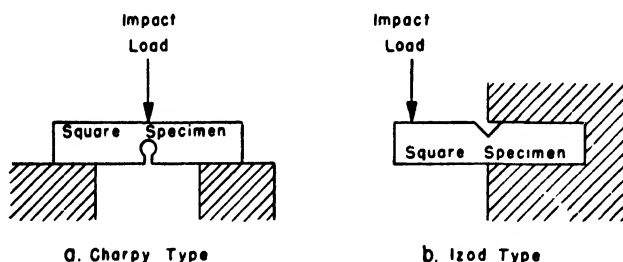 Impact
Load
Square Specimen
a. Charpy Type
Impact
Load
Square Specimen
b. Izod Type